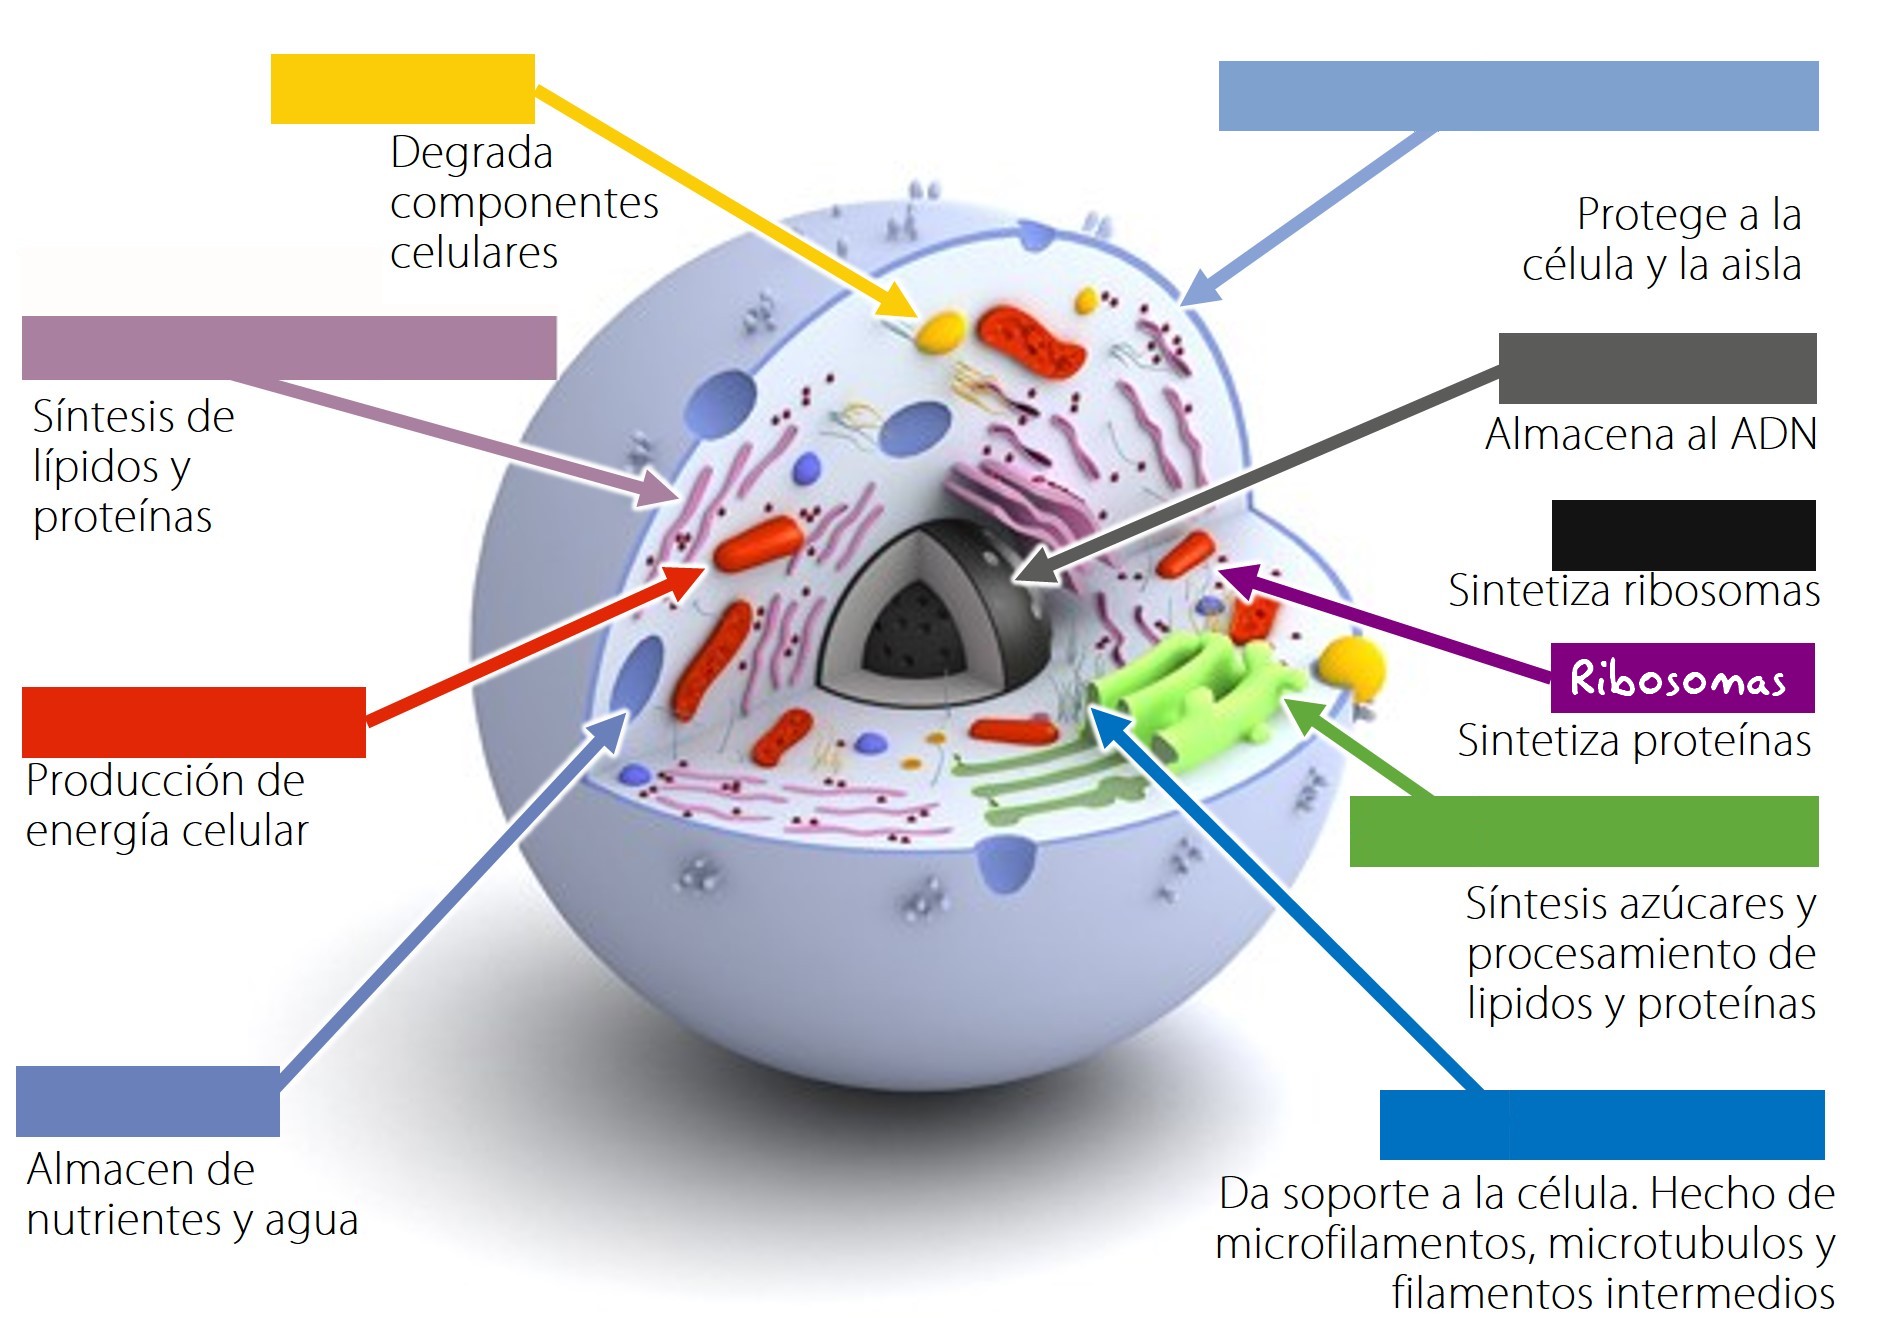 Degrada
componentes
celulares
Protege a la
célula y la aisla
Síntesis de
lípidos y
proteínas
Almacena al ADN
Sintetiza ribosomas
Ribosomas
Sintetiza proteínas
Producción de
energía celular
Síntesis azúcares y
procesamiento de
lipidos y proteínas
Almacen de
nutrientes y agua
Da soporte a la célula. Hecho de
microfilamentos, microtubulos y
filamentos intermedios